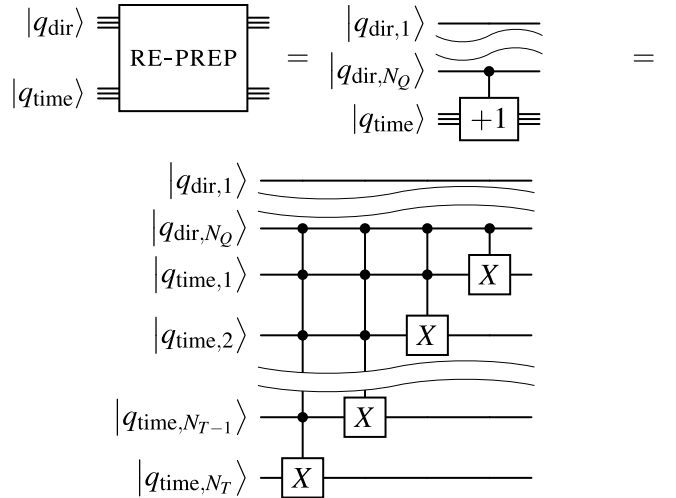 |q_dir⟩ RE-PREP = |q_dir,1⟩ =
|q_time⟩ |q_dir,N_Q⟩
|q_time⟩ +1
|q_dir,1⟩
|q_dir,N_Q⟩
|q_time,1⟩ X
|q_time,2⟩ X
|q_time,N_{T−1}⟩ X
|q_time,N_T⟩ X